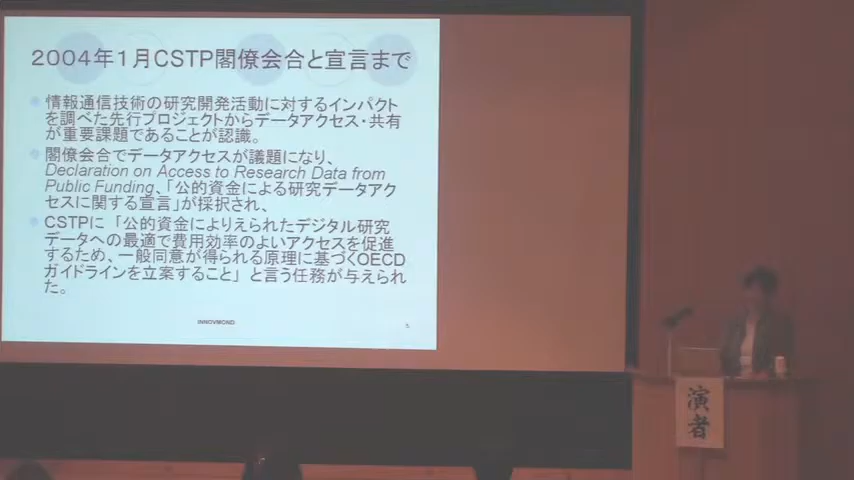 2004年1月CSTP閣僚会合と宣言まで
情報通信技術の研究開発活動に対するインパクト
を調べた先行プロジェクトからデータアクセス・共有
が重要課題であることが認識。
閣僚会合でデータアクセスが議題になり、
Declaration on Access to Research Data from
Public Funding、「公的資金による研究データアク
セスに関する宣言」が採択され、
CSTPに「公的資金によりえられたデジタル研究
データへの最適で費用効率のよいアクセスを促進
するため、一般同意が得られる原理に基づくOECD
ガイドラインを立案すること」と言う任務が与えられ
た。
INNOVMOND
5
演者